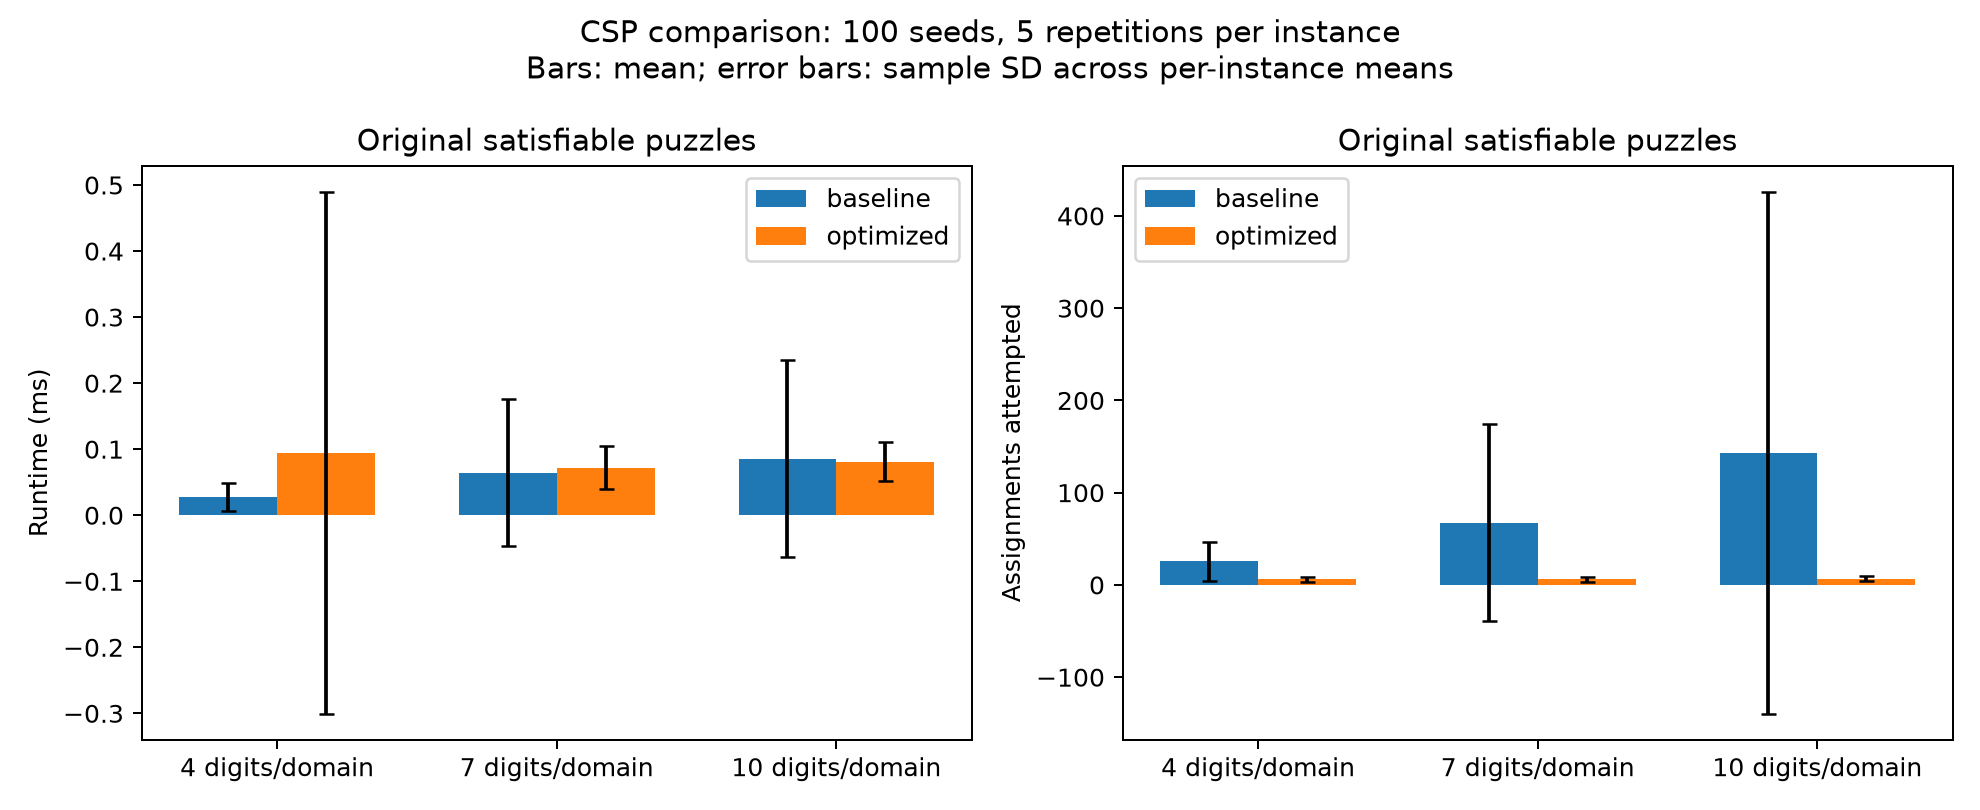 CSP comparison: 100 seeds, 5 repetitions per instance
Bars: mean; error bars: sample SD across per-instance means
Original satisfiable puzzles
baseline
optimized
Runtime (ms)
0.5
0.4
0.3
0.2
0.1
0.0
−0.1
−0.2
−0.3
4 digits/domain
7 digits/domain
10 digits/domain
Original satisfiable puzzles
baseline
optimized
Assignments attempted
400
300
200
100
0
−100
4 digits/domain
7 digits/domain
10 digits/domain